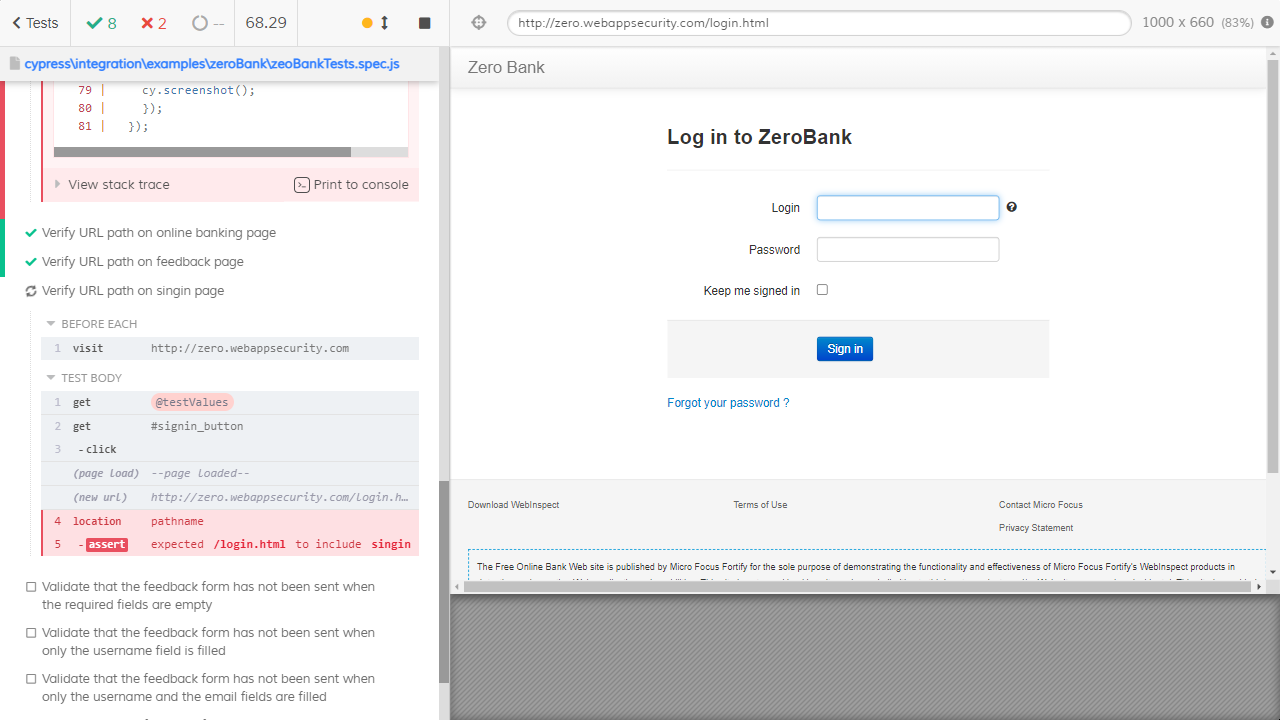 Tests 8 2 -- 68.29 http://zero.webappsecurity.com/login.html 1000 x 660 (83%)
cypress\integration\examples\zeroBank\zeoBankTests.spec.js
79 | cy.screenshot();
80 | });
81 | });
View stack trace Print to console
Verify URL path on online banking page
Verify URL path on feedback page
Verify URL path on singin page
BEFORE EACH
1 visit http://zero.webappsecurity.com
TEST BODY
1 get @testValues
2 get #signin_button
3 -click
(page load) --page loaded--
(new url) http://zero.webappsecurity.com/login.h…
4 location pathname
5 -assert expected /login.html to include singin
Validate that the feedback form has not been sent when
the required fields are empty
Validate that the feedback form has not been sent when
only the username field is filled
Validate that the feedback form has not been sent when
only the username and the email fields are filled
Zero Bank
Log in to ZeroBank
Login
Password
Keep me signed in
Sign in
Forgot your password ?
Download WebInspect Terms of Use Contact Micro Focus
Privacy Statement
The Free Online Bank Web site is published by Micro Focus Fortify for the sole purpose of demonstrating the functionality and effectiveness of Micro Focus Fortify's WebInspect products in